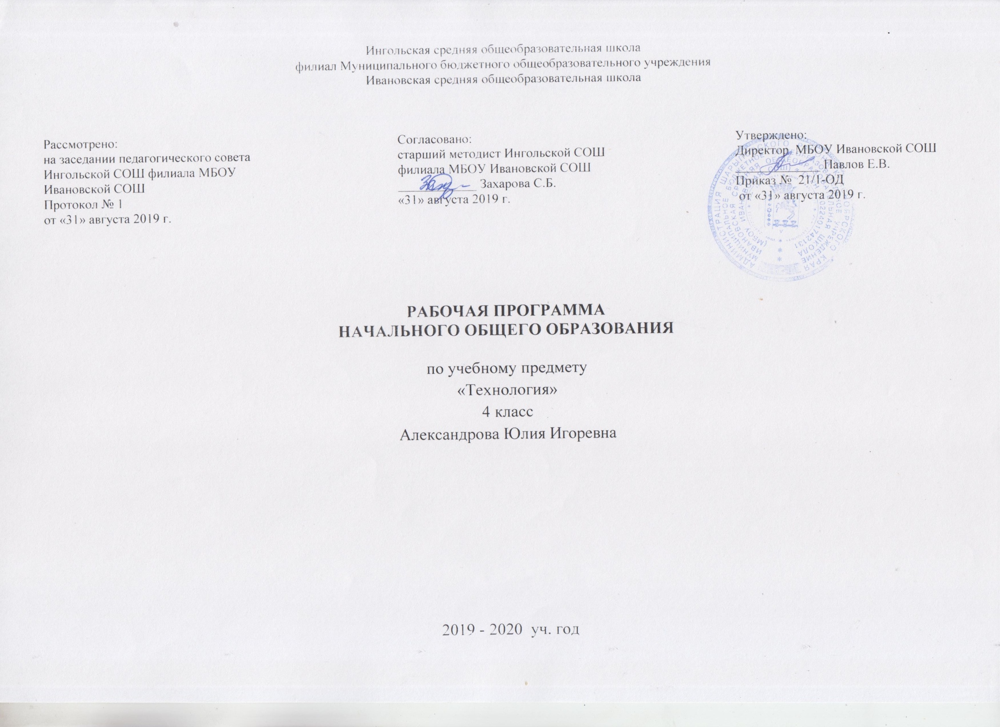 Ингольская средняя общеобразовательная школа
филиал Муниципального бюджетного общеобразовательного учреждения
Ивановская средняя общеобразовательная школа
Рассмотрено:
на заседании педагогического совета
Ингольской СОШ филиала МБОУ
Ивановской СОШ
Протокол № 1
от «31» августа 2019 г.
Согласовано:
старший методист Ингольской СОШ
филиала МБОУ Ивановской СОШ
____________ Захарова С.Б.
«31» августа 2019 г.
Утверждено:
Директор МБОУ Ивановской СОШ
____________ Павлов Е.В.
Приказ № 21/1-ОД
от «31» августа 2019 г.
АДМИНИСТРАЦИЯ ШАРЫПОВСКОГО КРАЯ
МУНИЦИПАЛЬНОЕ БЮДЖЕТНОЕ УЧРЕЖДЕНИЕ
ИВАНОВСКАЯ СРЕДНЯЯ ОБЩЕОБРАЗОВАТЕЛЬНАЯ ШКОЛА
(МБОУ ИВАНОВСКАЯ СОШ)
РАБОЧАЯ ПРОГРАММА
НАЧАЛЬНОГО ОБЩЕГО ОБРАЗОВАНИЯ
по учебному предмету
«Технология»
4 класс
Александрова Юлия Игоревна
2019 - 2020 уч. год